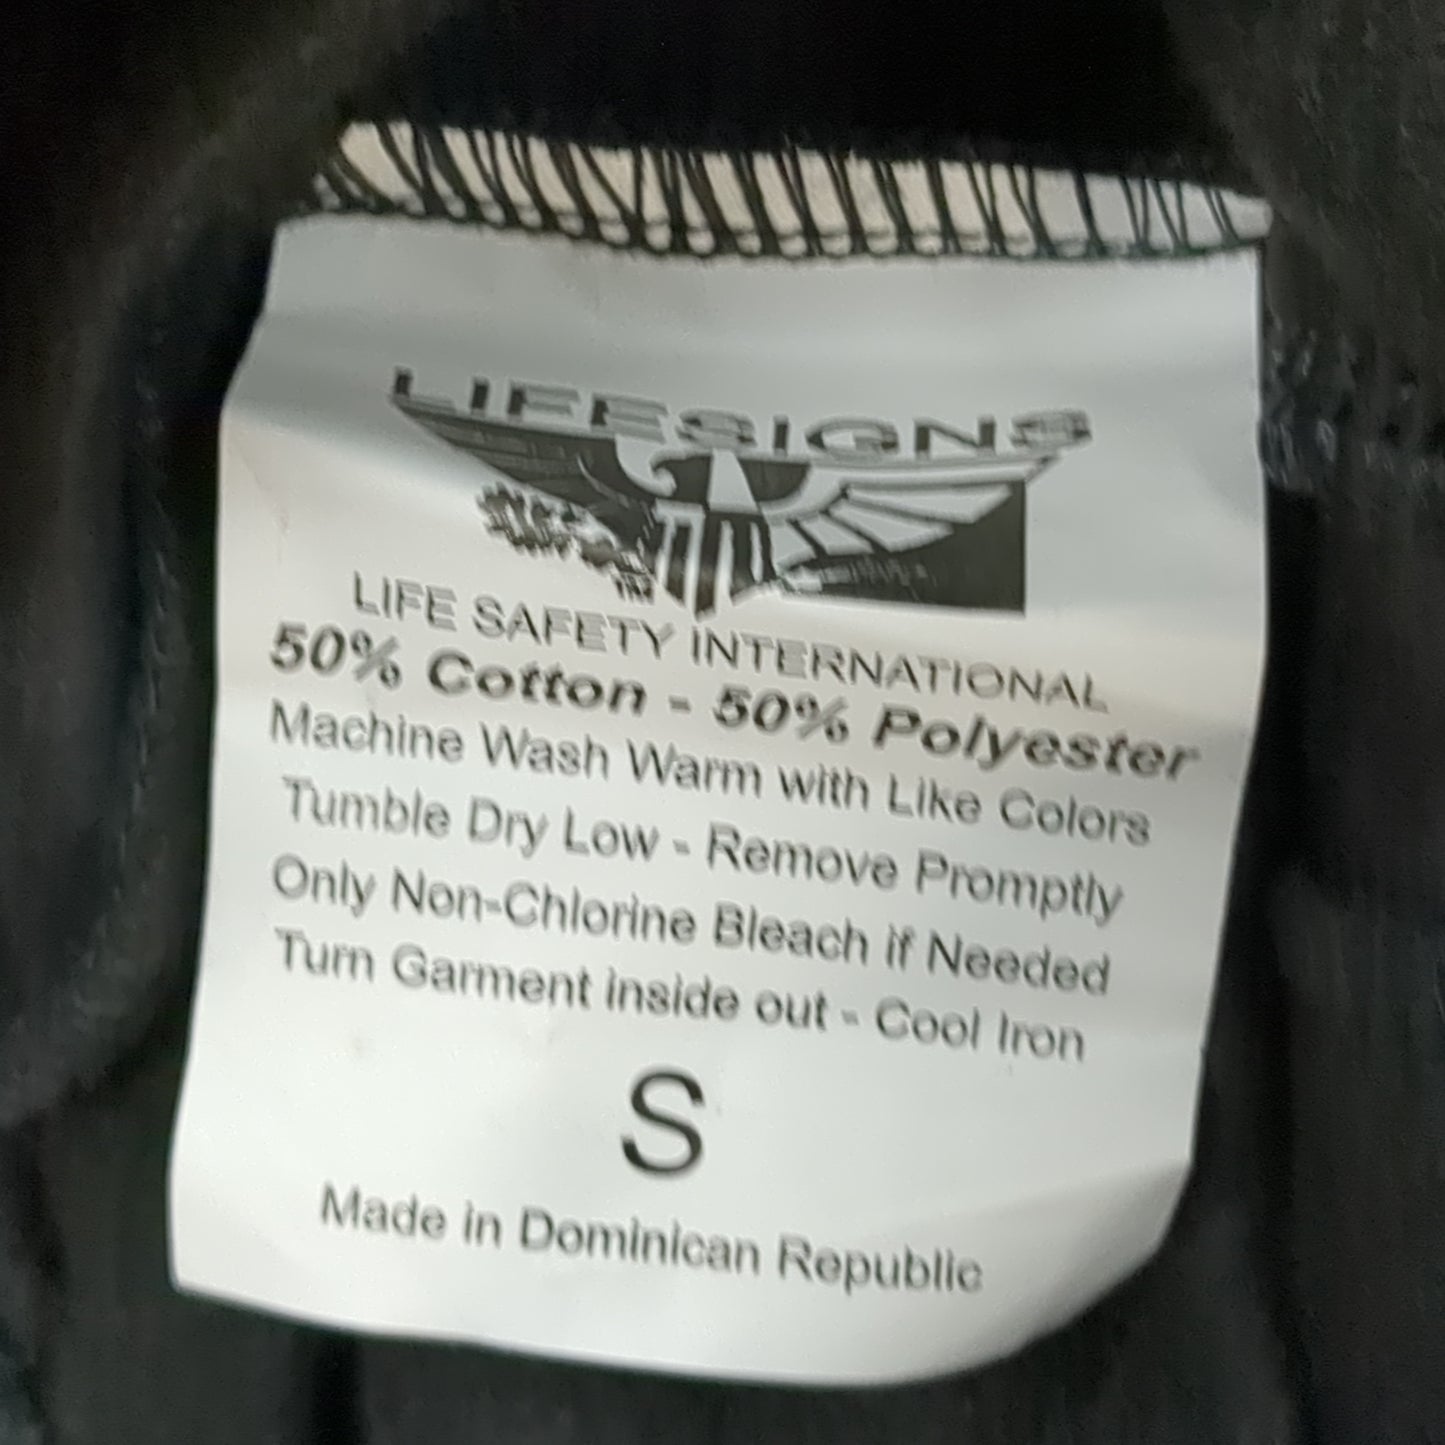 LIFESIGNS
TM
LIFE SAFETY INTERNATIONAL
50% Cotton - 50% Polyester
Machine Wash Warm with Like Colors
Tumble Dry Low - Remove Promptly
Only Non-Chlorine Bleach if Needed
Turn Garment inside out - Cool Iron
S
Made in Dominican Republic